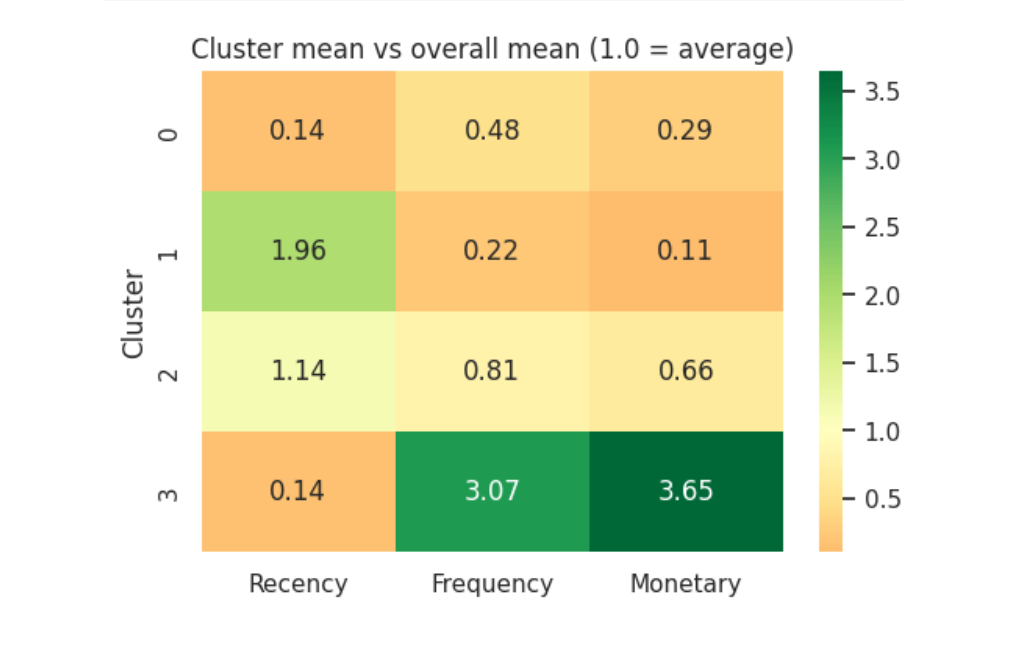 Cluster mean vs overall mean (1.0 = average)
Cluster
0 0.14 0.48 0.29
1 1.96 0.22 0.11
2 1.14 0.81 0.66
3 0.14 3.07 3.65
Recency Frequency Monetary
3.5
3.0
2.5
2.0
1.5
1.0
0.5